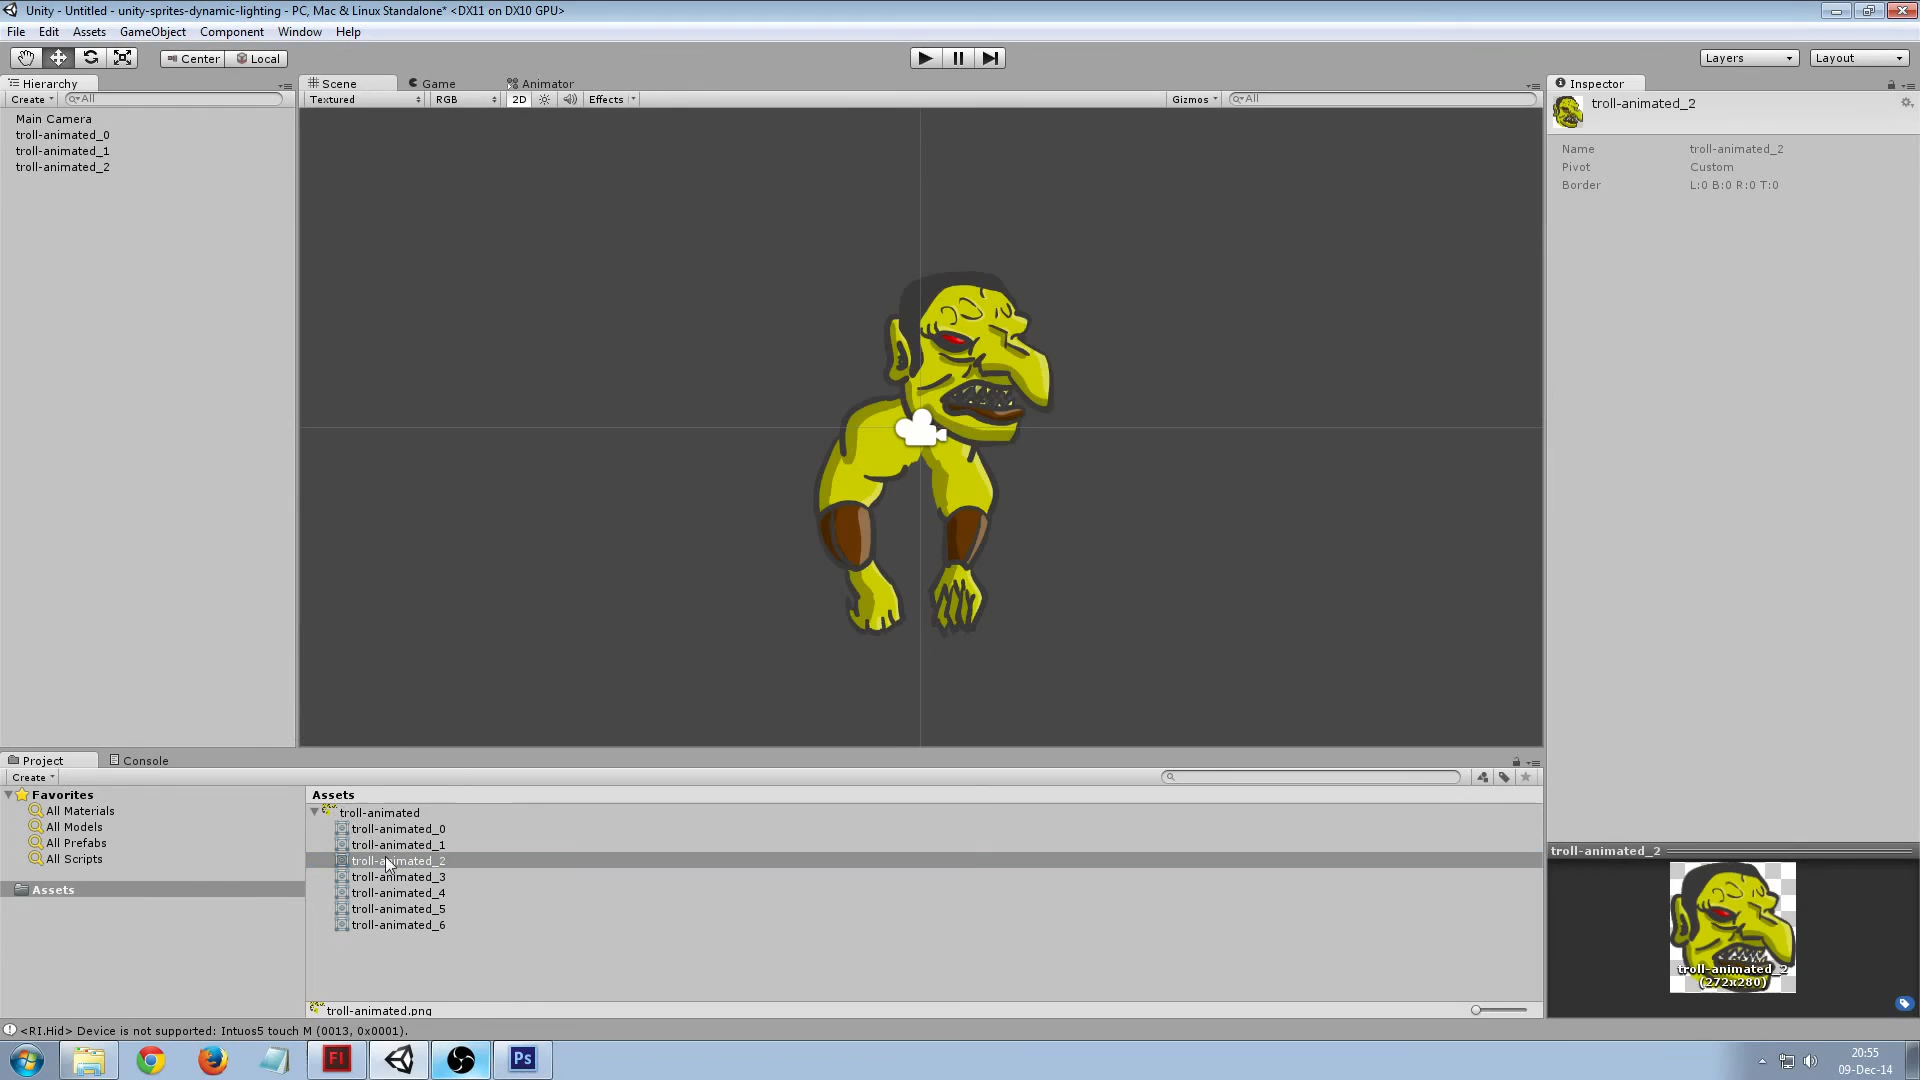 Unity - Untitled - unity-sprites-dynamic-lighting - PC, Mac & Linux Standalone* <DX11 on DX10 GPU>
File Edit Assets GameObject Component Window Help
Center Local Layers Layout
Hierarchy
Create All
Main Camera
troll-animated_0
troll-animated_1
troll-animated_2
Scene Game Animator
Textured RGB 2D Effects Gizmos All
Inspector
troll-animated_2
Name troll-animated_2
Pivot Custom
Border L:0 B:0 R:0 T:0
Project Console
Create
Favorites
All Materials
All Models
All Prefabs
All Scripts
Assets
Assets
troll-animated
troll-animated_0
troll-animated_1
troll-animated_2
troll-animated_3
troll-animated_4
troll-animated_5
troll-animated_6
troll-animated.png
troll-animated_2
troll-animated_2
(272x280)
<RI.Hid> Device is not supported: Intuos5 touch M (0013, 0x0001).
Fl
Ps
20:55
09-Dec-14